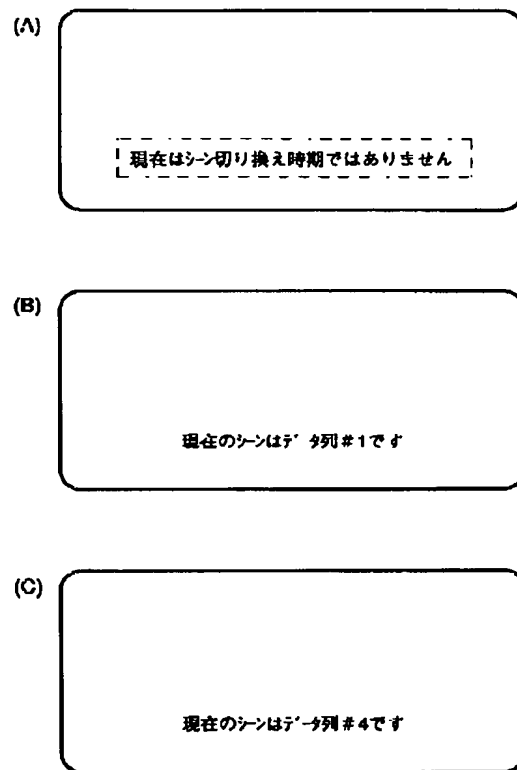 (A)
現在はシーン切り換え時期ではありません
(B)
現在のシーンはデータ列#1です
(C)
現在のシーンはデータ列#4です